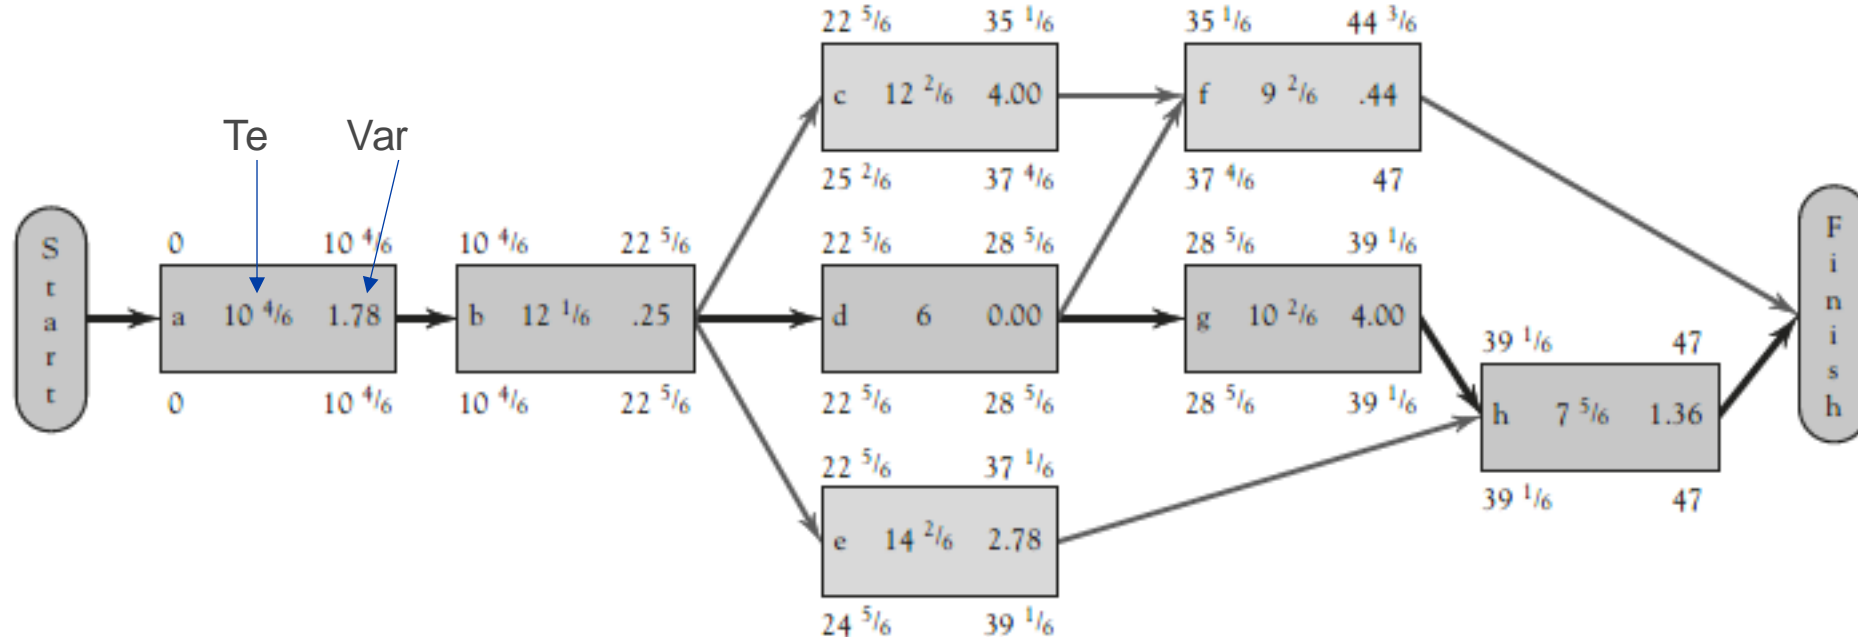 Te
Var
Start
0 10 4/6
a 10 4/6 1.78
0 10 4/6
10 4/6 22 5/6
b 12 1/6 .25
10 4/6 22 5/6
22 5/6 35 1/6
c 12 2/6 4.00
25 2/6 37 4/6
22 5/6 28 5/6
d 6 0.00
22 5/6 28 5/6
22 5/6 37 1/6
e 14 2/6 2.78
24 5/6 39 1/6
35 1/6 44 3/6
f 9 2/6 .44
37 4/6 47
28 5/6 39 1/6
g 10 2/6 4.00
28 5/6 39 1/6
39 1/6 47
h 7 5/6 1.36
39 1/6 47
Finish